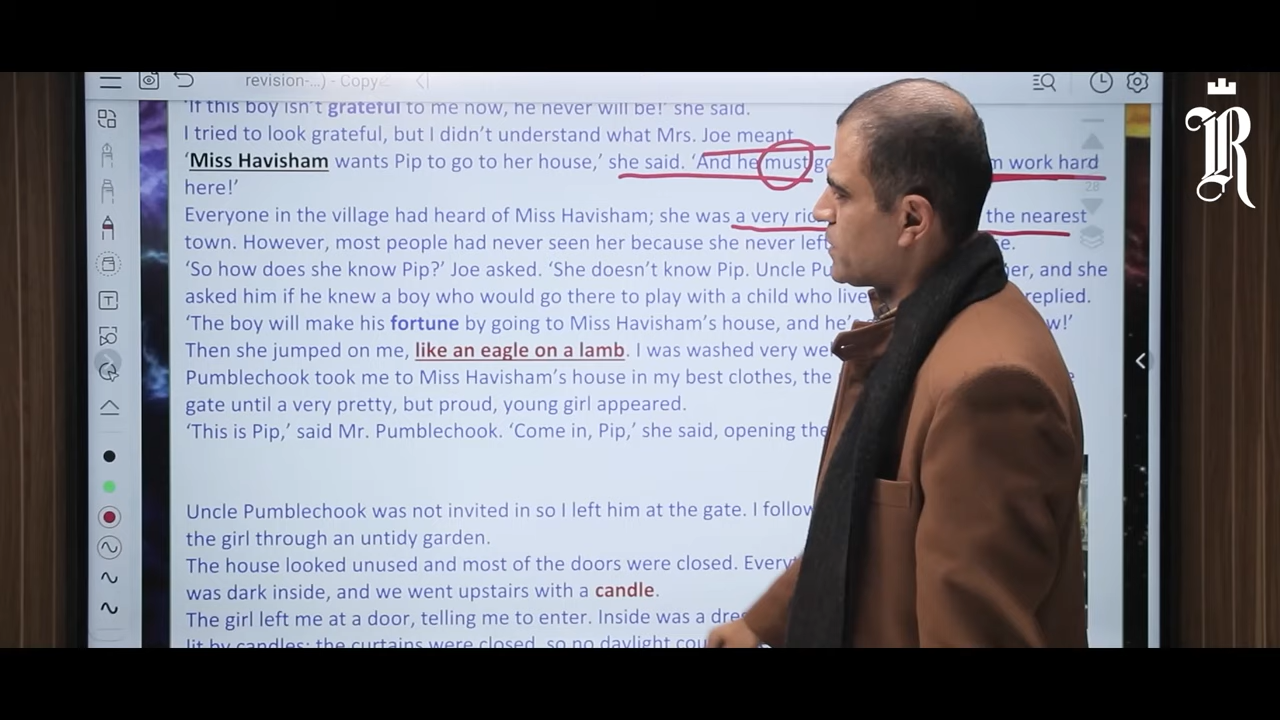 revision-...) - Copy
'If this boy isn't grateful to me now, he never will be!' she said.
I tried to look grateful, but I didn't understand what Mrs. Joe meant.
'Miss Havisham wants Pip to go to her house,' she said. 'And he must go work hard
here!'
28
Everyone in the village had heard of Miss Havisham; she was a very the nearest
town. However, most people had never seen her because she never left
'So how does she know Pip?' Joe asked. 'She doesn't know Pip. Uncle and she
asked him if he knew a boy who would go there to play with a child who replied.
'The boy will make his fortune by going to Miss Havisham's house, and
Then she jumped on me, like an eagle on a lamb. I was washed very
Pumblechook took me to Miss Havisham's house in my best clothes, the
gate until a very pretty, but proud, young girl appeared.
'This is Pip,' said Mr. Pumblechook. 'Come in, Pip,' she said, opening the
Uncle Pumblechook was not invited in so I left him at the gate. I
the girl through an untidy garden.
The house looked unused and most of the doors were closed.
was dark inside, and we went upstairs with a candle.
The girl left me at a door, telling me to enter. Inside was a
lit by candles; the curtains were closed, so no daylight
R